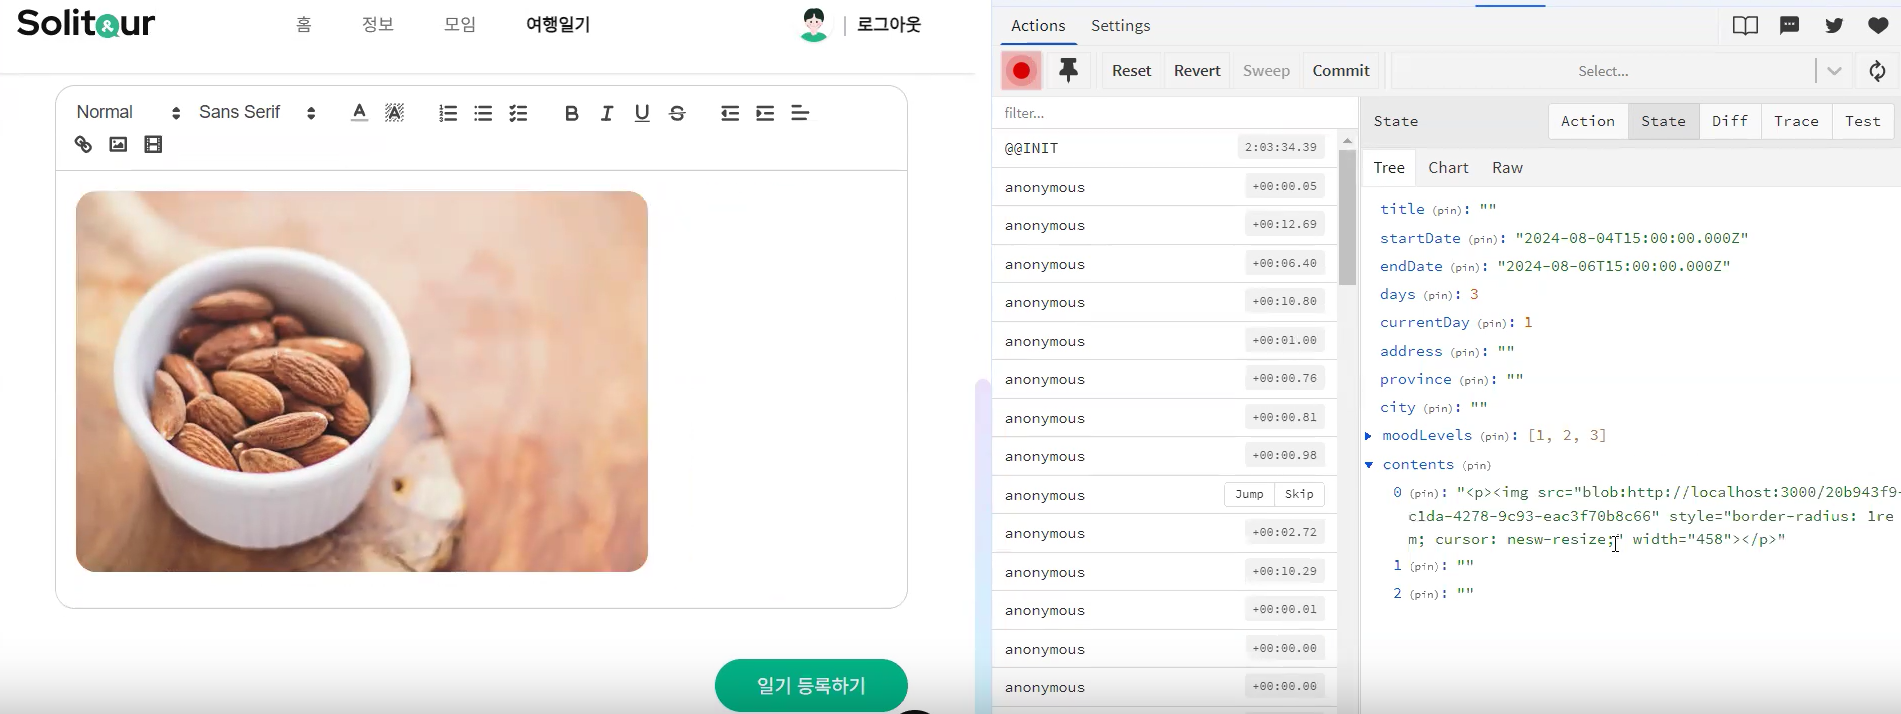 Solit&ur
홈 정보 모임 여행일기 로그아웃
Normal Sans Serif
일기 등록하기
Actions Settings
Reset Revert Sweep Commit Select...
filter...
@@INIT 2:03:34.39
anonymous +00:00.05
anonymous +00:12.69
anonymous +00:06.40
anonymous +00:10.80
anonymous +00:01.00
anonymous +00:00.76
anonymous +00:00.81
anonymous +00:00.98
anonymous Jump Skip
anonymous +00:02.72
anonymous +00:10.29
anonymous +00:00.01
anonymous +00:00.00
anonymous +00:00.00
State Action State Diff Trace Test
Tree Chart Raw
title (pin): ""
startDate (pin): "2024-08-04T15:00:00.000Z"
endDate (pin): "2024-08-06T15:00:00.000Z"
days (pin): 3
currentDay (pin): 1
address (pin): ""
province (pin): ""
city (pin): ""
moodLevels (pin): [1, 2, 3]
contents (pin)
0 (pin): "<p><img src="blob:http://localhost:3000/20b943f9-
c1da-4278-9c93-eac3f70b8c66" style="border-radius: 1re
m; cursor: nesw-resize;" width="458"></p>"
1 (pin): ""
2 (pin): ""